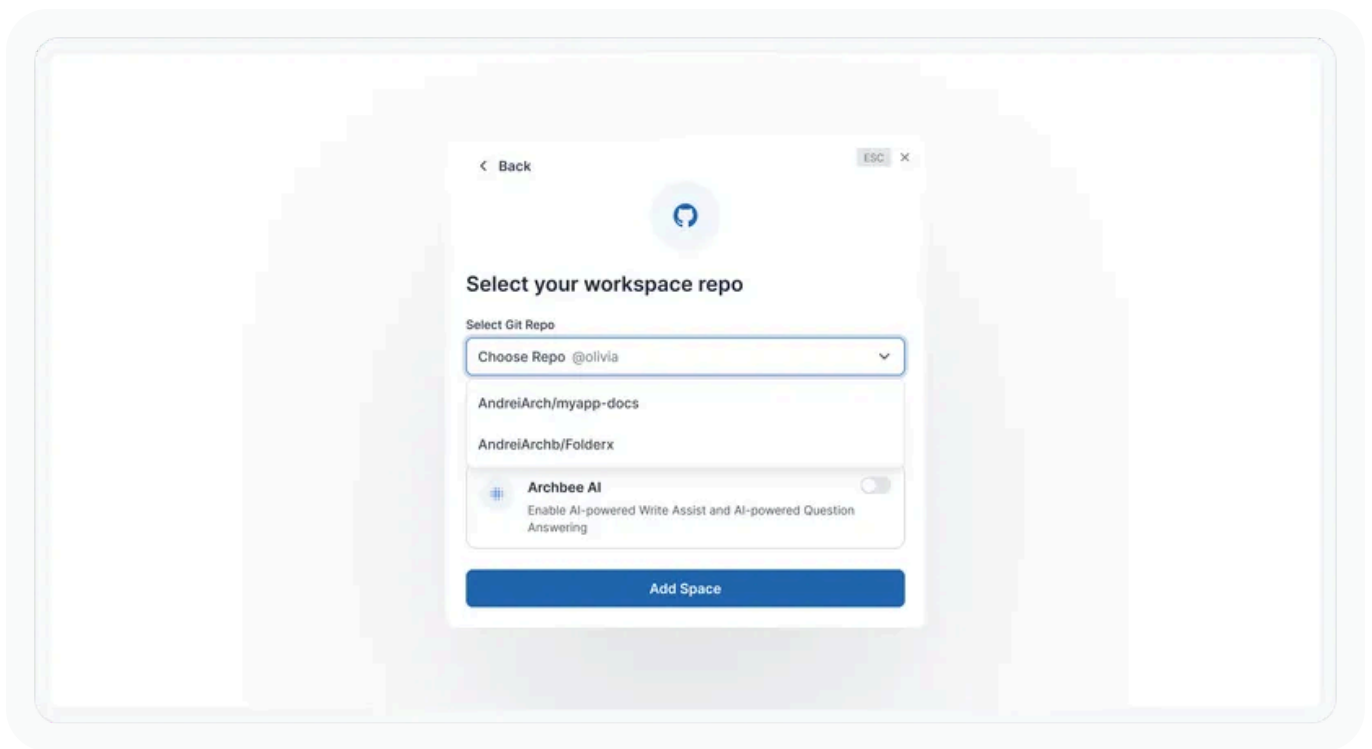 Back
ESC
Select your workspace repo
Select Git Repo
Choose Repo @olivia
AndreiArch/myapp-docs
AndreiArchb/Folderx
Archbee AI
Enable AI-powered Write Assist and AI-powered Question
Answering
Add Space